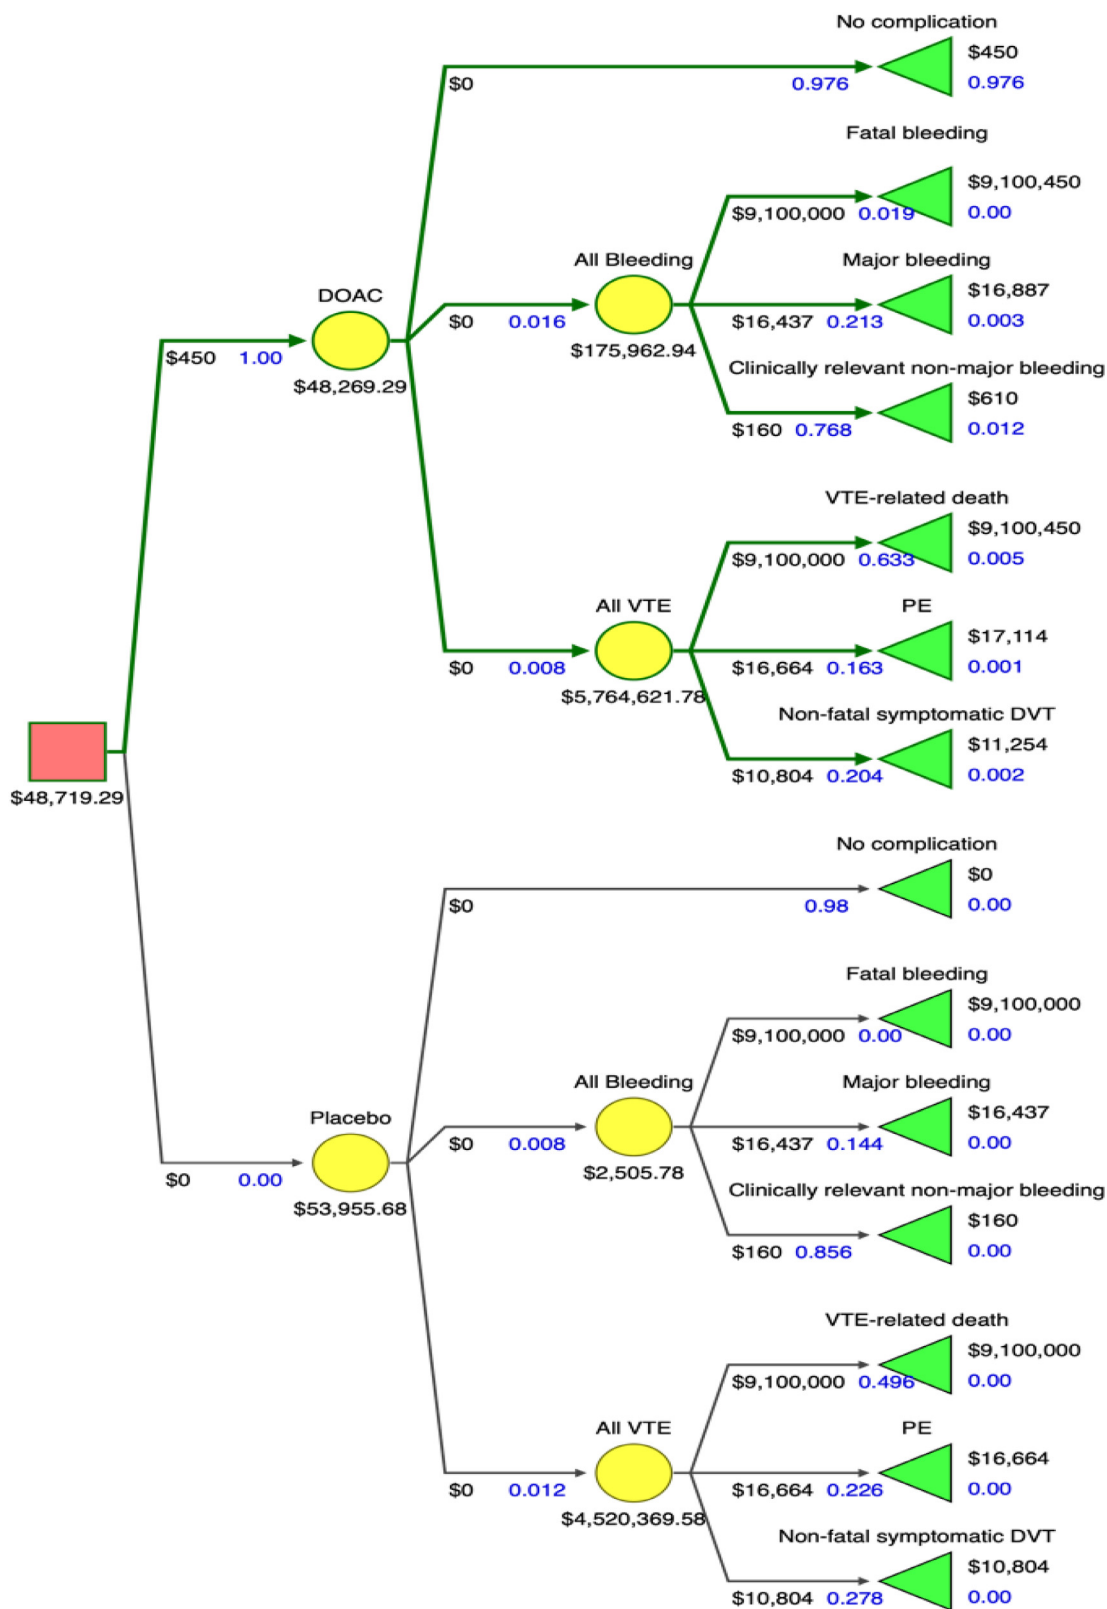 No complication
$450
$0 0.976 0.976
Fatal bleeding
$9,100,450
$9,100,000 0.019 0.00
All Bleeding Major bleeding
DOAC $16,887
$0 0.016 $16,437 0.213 0.003
$450 1.00 $175,962.94
Clinically relevant non-major bleeding
$48,269.29 $610
$160 0.768 0.012
VTE-related death
$9,100,450
$9,100,000 0.633 0.005
All VTE PE
$17,114
$0 0.008 $16,664 0.163 0.001
$5,764,621.78
Non-fatal symptomatic DVT
$11,254
$10,804 0.204 0.002
$48,719.29
No complication
$0
$0 0.98 0.00
Fatal bleeding
$9,100,000
$9,100,000 0.00 0.00
All Bleeding Major bleeding
Placebo $16,437
$0 0.008 $16,437 0.144 0.00
$0 0.00 $2,505.78
Clinically relevant non-major bleeding
$53,955.68 $160
$160 0.856 0.00
VTE-related death
$9,100,000
$9,100,000 0.496 0.00
All VTE PE
$16,664
$0 0.012 $16,664 0.226 0.00
$4,520,369.58
Non-fatal symptomatic DVT
$10,804
$10,804 0.278 0.00